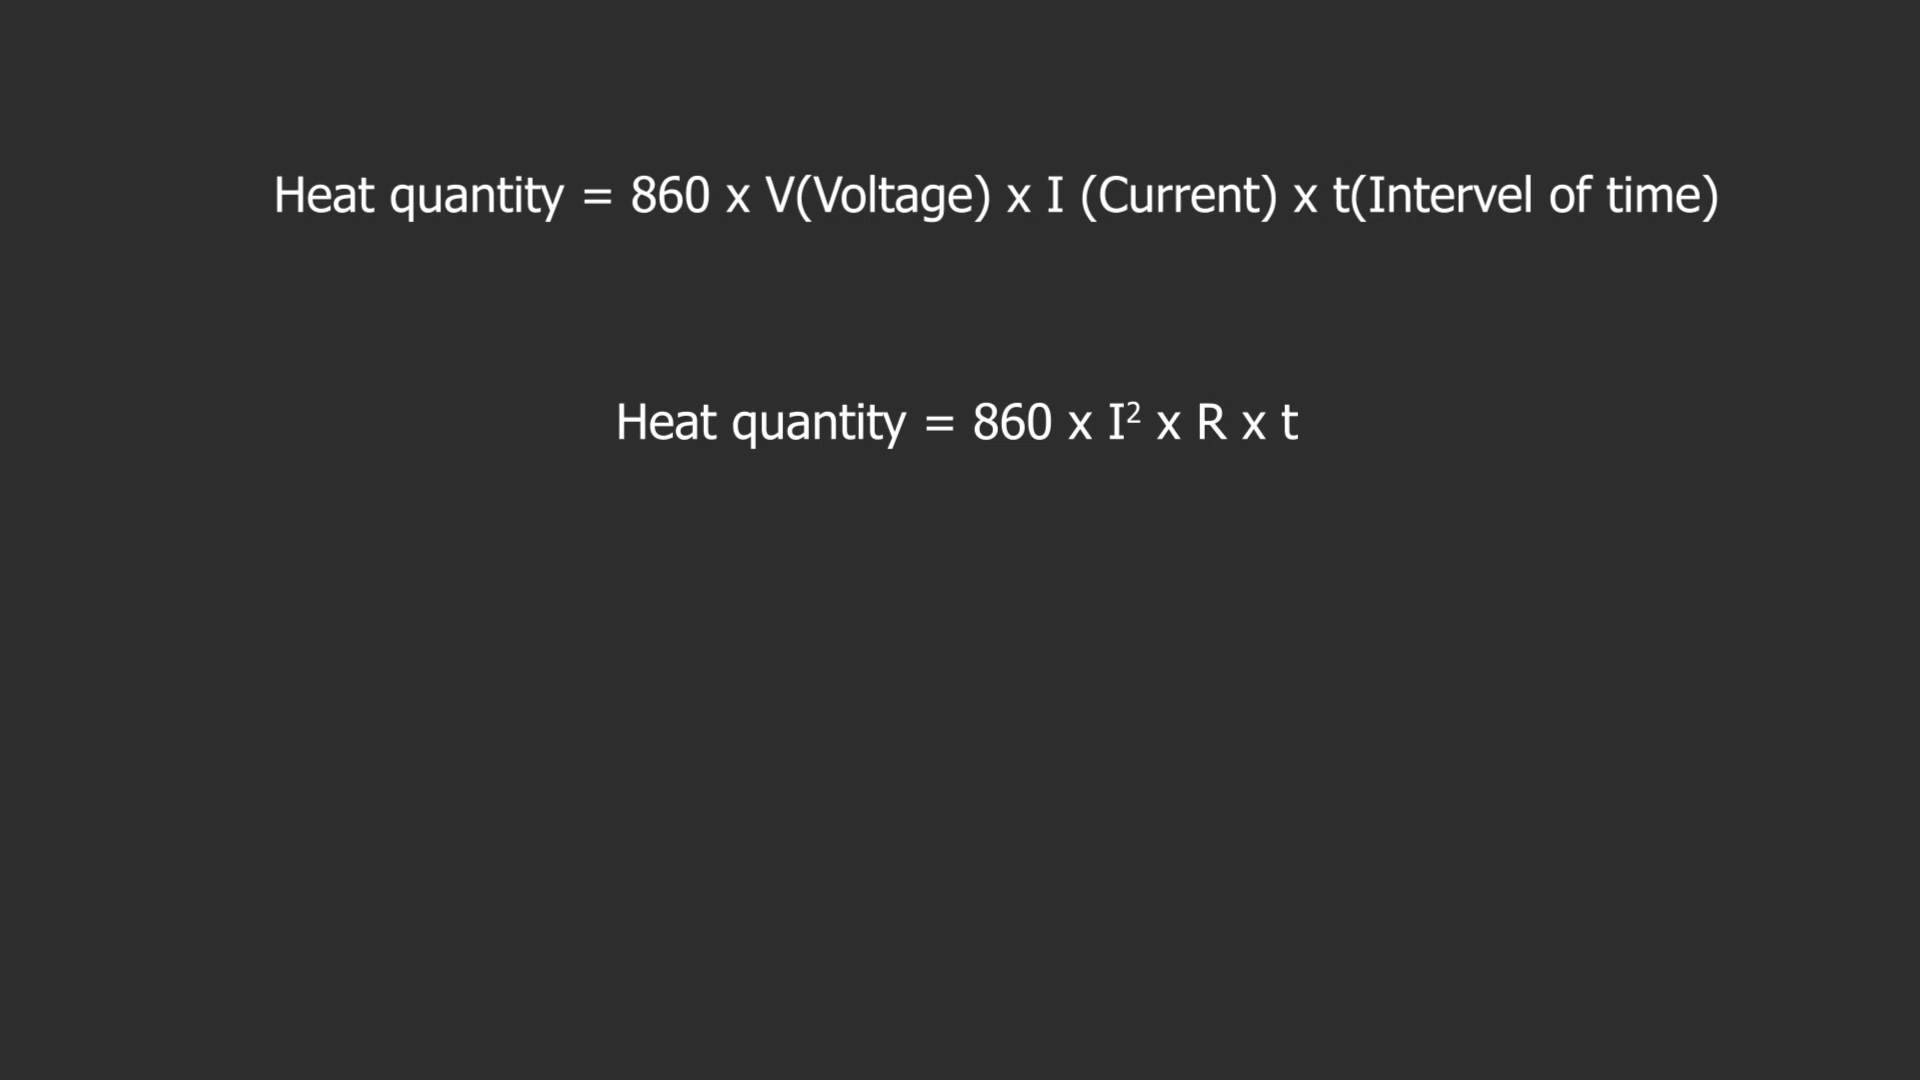 Heat quantity = 860 x V(Voltage) x I (Current) x t(Intervel of time)
Heat quantity = 860 x I² x R x t